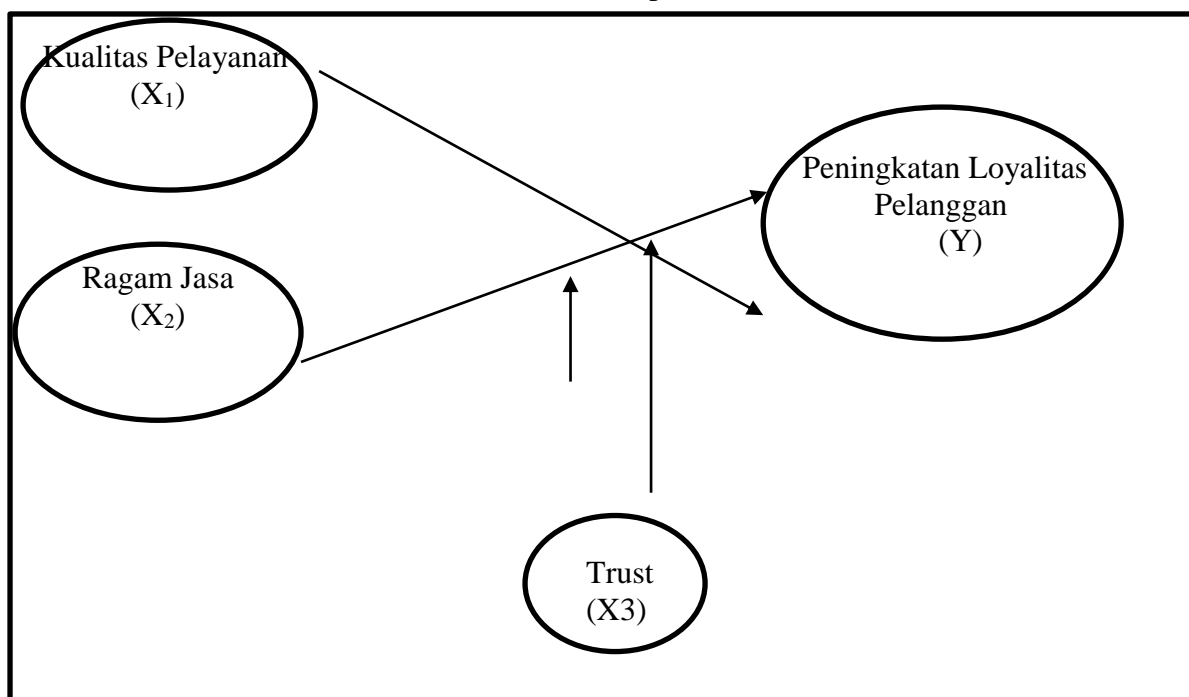 Kualitas Pelayanan
(X₁)
Peningkatan Loyalitas
Pelanggan
(Y)
Ragam Jasa
(X₂)
Trust
(X3)